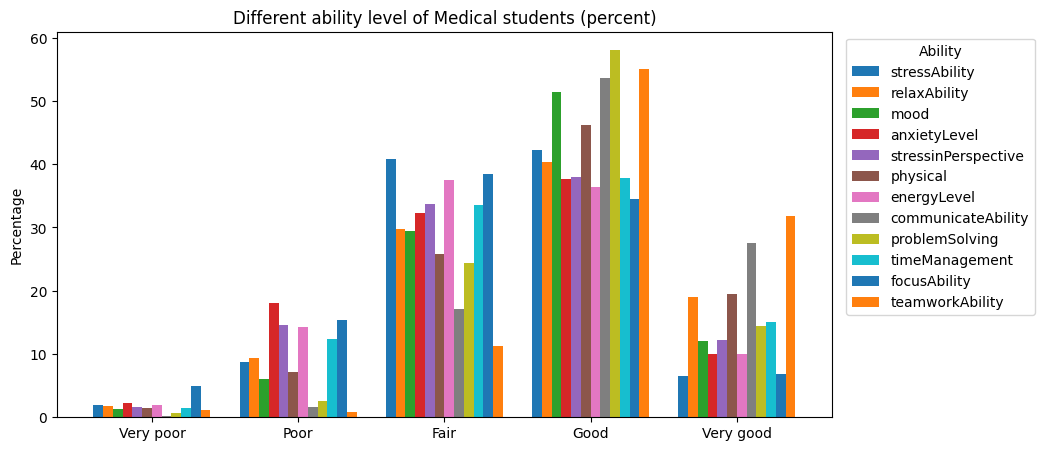 Different ability level of Medical students (percent)
Percentage
60
50
40
30
20
10
0
Very poor
Poor
Fair
Good
Very good
Ability
stressAbility
relaxAbility
mood
anxietyLevel
stressinPerspective
physical
energyLevel
communicateAbility
problemSolving
timeManagement
focusAbility
teamworkAbility